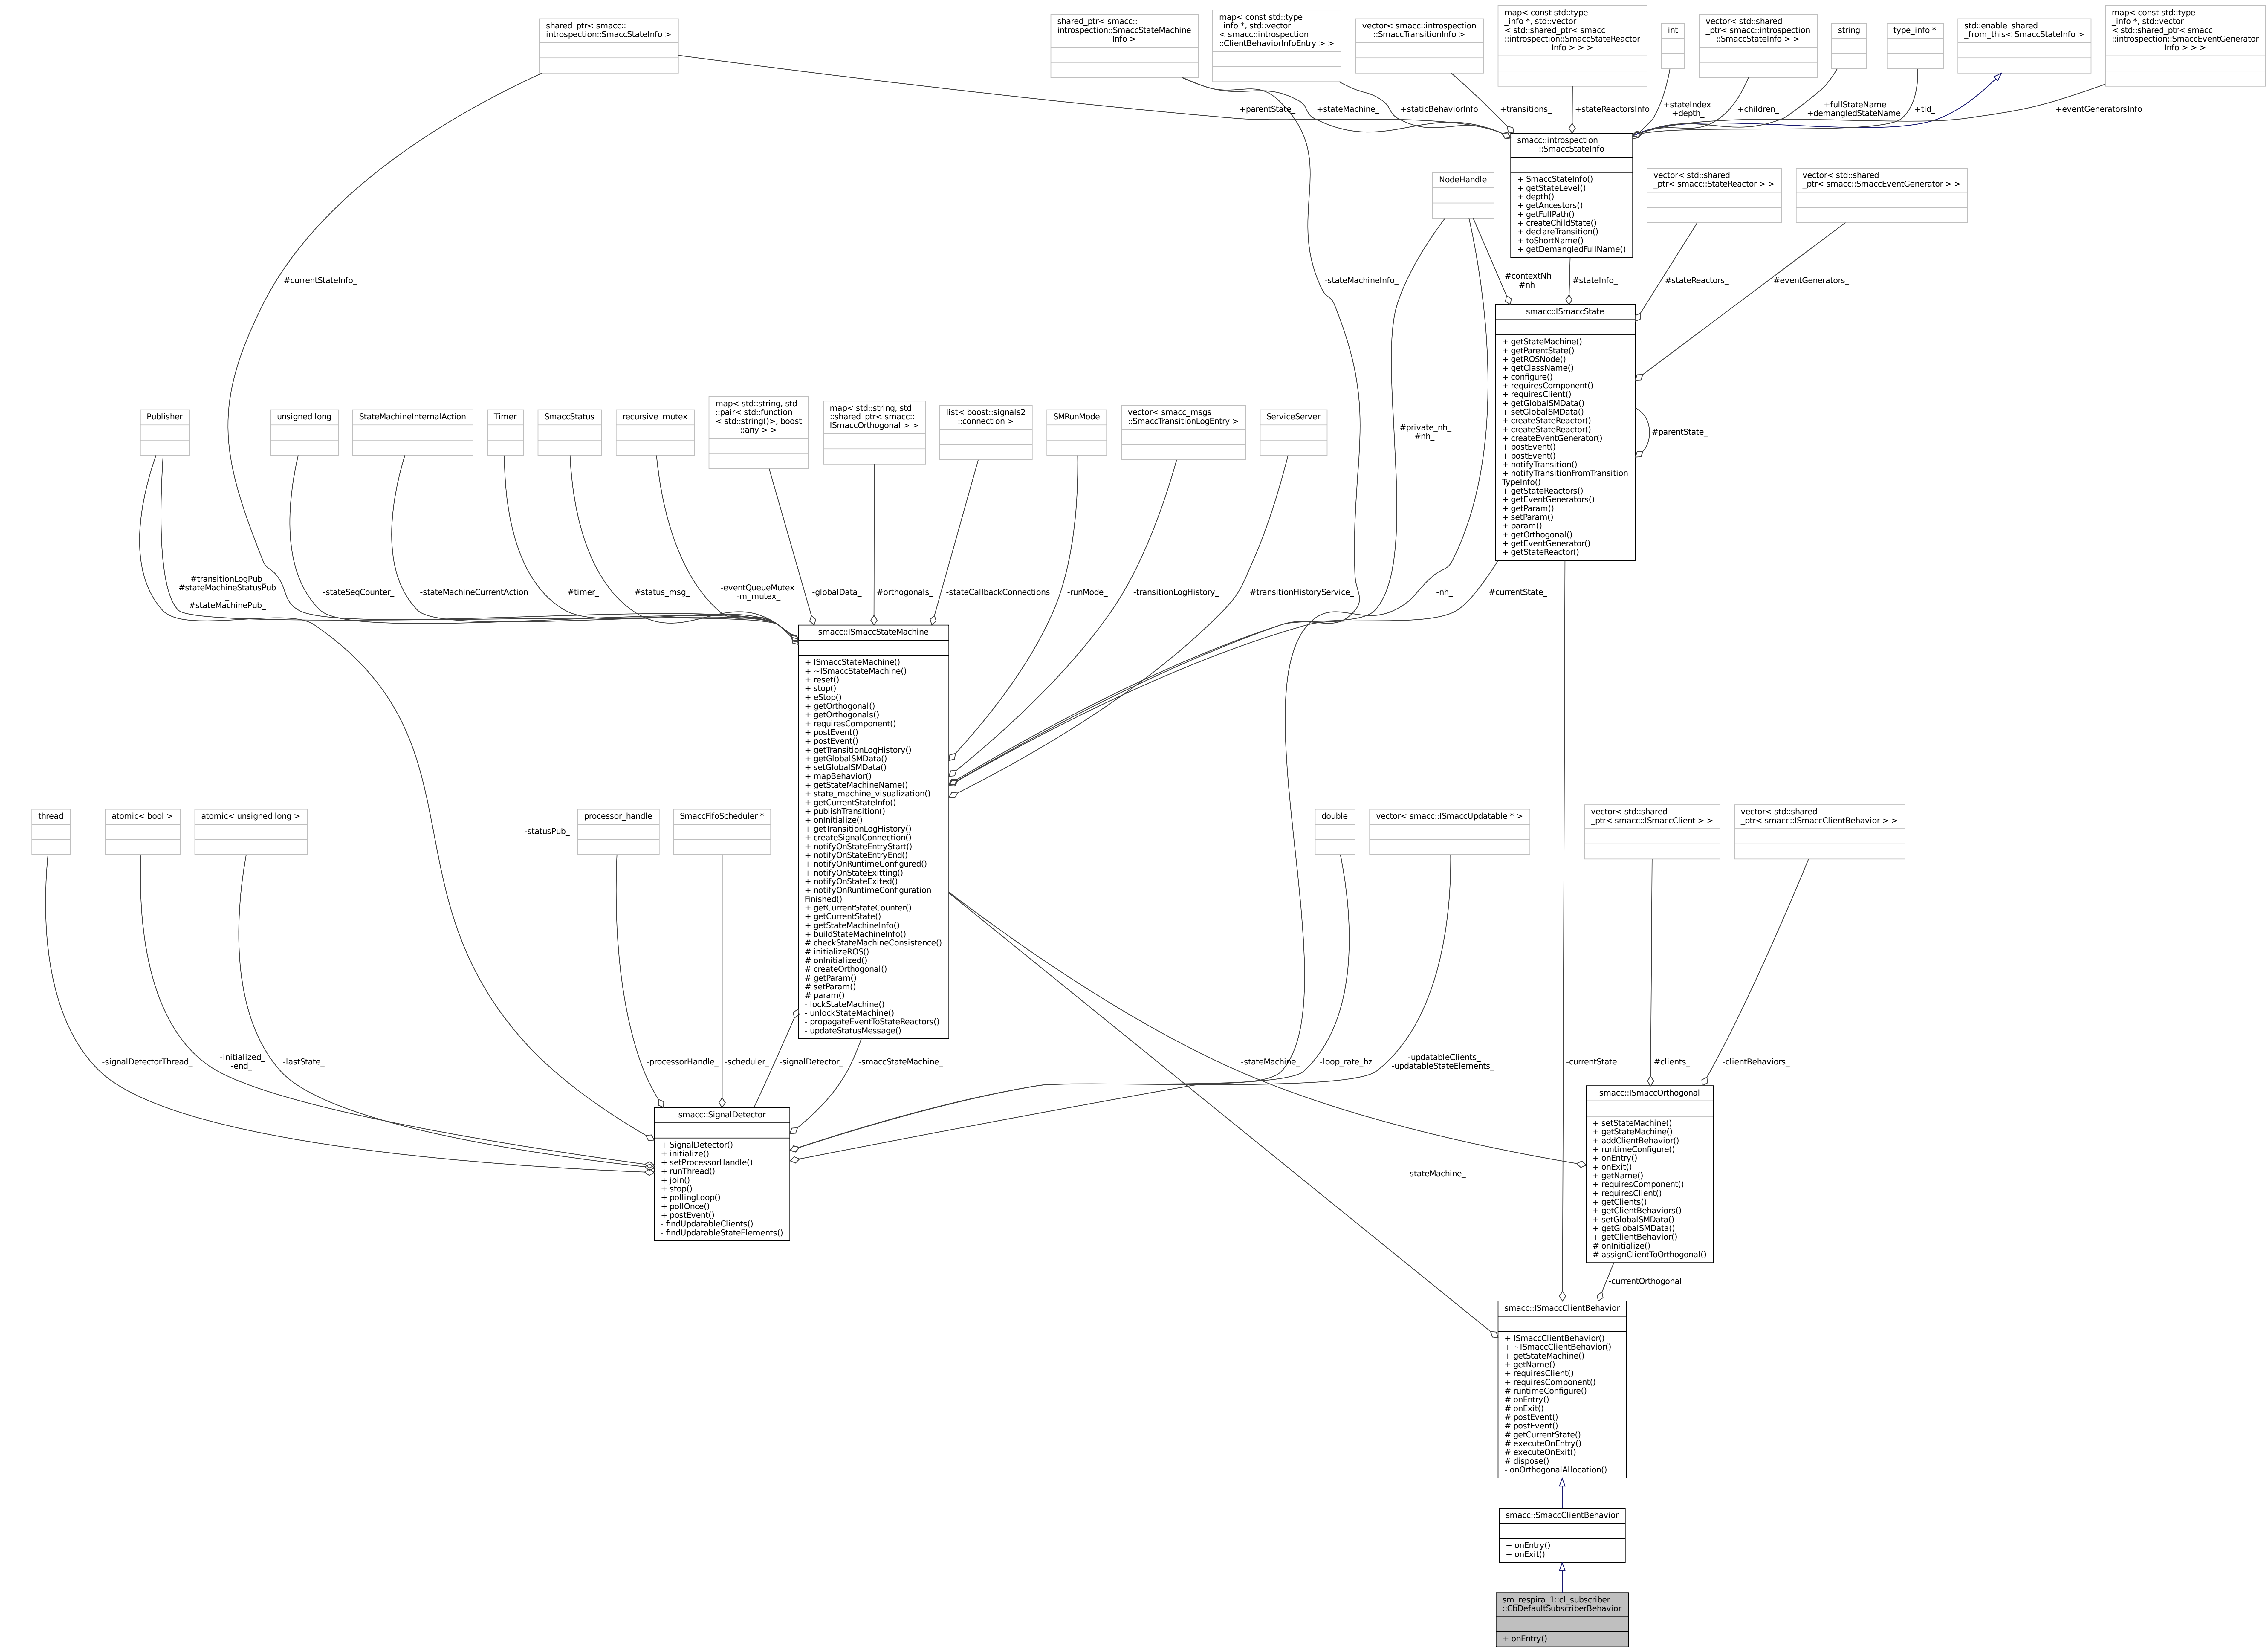 shared_ptr< smacc::
introspection::SmaccStateInfo >
shared_ptr< smacc::
introspection::SmaccStateMachine
Info >
map< const std::type
_info *, std::vector
< smacc::introspection
::ClientBehaviorInfoEntry > >
vector< smacc::introspection
::SmaccTransitionInfo >
map< const std::type
_info *, std::vector
< std::shared_ptr< smacc
::introspection::SmaccStateReactor
Info > > >
int
vector< std::shared
_ptr< smacc::introspection
::SmaccStateInfo > >
string
type_info *
std::enable_shared
_from_this< SmaccStateInfo >
map< const std::type
_info *, std::vector
< std::shared_ptr< smacc
::introspection::SmaccEventGenerator
Info > > >
+parentState_
+stateMachine_
+staticBehaviorInfo
+transitions_
+stateReactorsInfo
+stateIndex_
+depth_
+children_
+fullStateName
+demangledStateName
+tid_
+eventGeneratorsInfo
smacc::introspection
::SmaccStateInfo
+ SmaccStateInfo()
+ getStateLevel()
+ depth()
+ getAncestors()
+ getFullPath()
+ createChildState()
+ declareTransition()
+ toShortName()
+ getDemangledFullName()
NodeHandle
vector< std::shared
_ptr< smacc::StateReactor > >
vector< std::shared
_ptr< smacc::SmaccEventGenerator > >
#currentStateInfo_
-stateMachineInfo_
#contextNh
#nh
#stateInfo_
#stateReactors_
#eventGenerators_
smacc::ISmaccState
+ getStateMachine()
+ getParentState()
+ getROSNode()
+ getClassName()
+ configure()
+ requiresComponent()
+ requiresClient()
+ getGlobalSMData()
+ setGlobalSMData()
+ createStateReactor()
+ createStateReactor()
+ createEventGenerator()
+ postEvent()
+ postEvent()
+ notifyTransition()
+ notifyTransitionFromTransition
TypeInfo()
+ getStateReactors()
+ getEventGenerators()
+ getParam()
+ setParam()
+ param()
+ getOrthogonal()
+ getEventGenerator()
+ getStateReactor()
#parentState_
Publisher
unsigned long
StateMachineInternalAction
Timer
SmaccStatus
recursive_mutex
map< std::string, std
::pair< std::function
< std::string()>, boost
::any > >
map< std::string, std
::shared_ptr< smacc::
ISmaccOrthogonal > >
list< boost::signals2
::connection >
SMRunMode
vector< smacc_msgs
::SmaccTransitionLogEntry >
ServiceServer
#private_nh_
#nh_
#transitionLogPub_
#stateMachineStatusPub
_
#stateMachinePub_
-stateSeqCounter_
-stateMachineCurrentAction
#timer_
#status_msg_
-eventQueueMutex_
-m_mutex_
-globalData_
#orthogonals_
-stateCallbackConnections
-runMode_
-transitionLogHistory_
#transitionHistoryService_
-nh_
#currentState_
smacc::ISmaccStateMachine
+ ISmaccStateMachine()
+ ~ISmaccStateMachine()
+ reset()
+ stop()
+ eStop()
+ getOrthogonal()
+ getOrthogonals()
+ requiresComponent()
+ postEvent()
+ postEvent()
+ getTransitionLogHistory()
+ getGlobalSMData()
+ setGlobalSMData()
+ mapBehavior()
+ getStateMachineName()
+ state_machine_visualization()
+ getCurrentStateInfo()
+ publishTransition()
+ onInitialize()
+ getTransitionLogHistory()
+ createSignalConnection()
+ notifyOnStateEntryStart()
+ notifyOnStateEntryEnd()
+ notifyOnRuntimeConfigured()
+ notifyOnStateExitting()
+ notifyOnStateExited()
+ notifyOnRuntimeConfiguration
Finished()
+ getCurrentStateCounter()
+ getCurrentState()
+ getStateMachineInfo()
+ buildStateMachineInfo()
# checkStateMachineConsistence()
# initializeROS()
# onInitialized()
# createOrthogonal()
# getParam()
# setParam()
# param()
- lockStateMachine()
- unlockStateMachine()
- propagateEventToStateReactors()
- updateStatusMessage()
thread
atomic< bool >
atomic< unsigned long >
-statusPub_
processor_handle
SmaccFifoScheduler *
double
vector< smacc::ISmaccUpdatable * >
vector< std::shared
_ptr< smacc::ISmaccClient > >
vector< std::shared
_ptr< smacc::ISmaccClientBehavior > >
-signalDetectorThread_
-initialized_
-end_
-lastState_
-processorHandle_
-scheduler_
-signalDetector_
-smaccStateMachine_
-stateMachine_
-loop_rate_hz
-updatableClients_
-updatableStateElements_
-currentState
#clients_
-clientBehaviors_
smacc::SignalDetector
+ SignalDetector()
+ initialize()
+ setProcessorHandle()
+ runThread()
+ join()
+ stop()
+ pollingLoop()
+ pollOnce()
+ postEvent()
- findUpdatableClients()
- findUpdatableStateElements()
smacc::ISmaccOrthogonal
+ setStateMachine()
+ getStateMachine()
+ addClientBehavior()
+ runtimeConfigure()
+ onEntry()
+ onExit()
+ getName()
+ requiresComponent()
+ requiresClient()
+ getClients()
+ getClientBehaviors()
+ setGlobalSMData()
+ getGlobalSMData()
+ getClientBehavior()
# onInitialize()
# assignClientToOrthogonal()
-stateMachine_
-currentOrthogonal
smacc::ISmaccClientBehavior
+ ISmaccClientBehavior()
+ ~ISmaccClientBehavior()
+ getStateMachine()
+ getName()
+ requiresClient()
+ requiresComponent()
# runtimeConfigure()
# onEntry()
# onExit()
# postEvent()
# postEvent()
# getCurrentState()
# executeOnEntry()
# executeOnExit()
# dispose()
- onOrthogonalAllocation()
smacc::SmaccClientBehavior
+ onEntry()
+ onExit()
sm_respira_1::cl_subscriber
::CbDefaultSubscriberBehavior
+ onEntry()